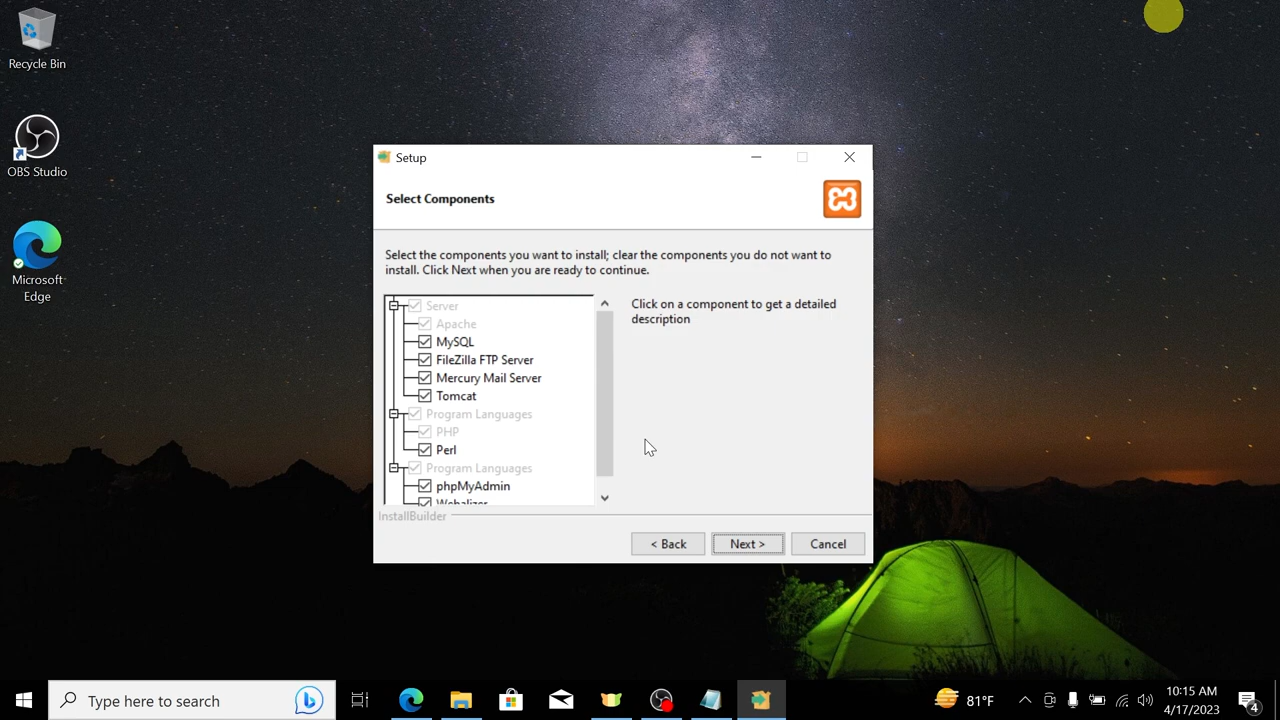 Recycle Bin
OBS Studio
Microsoft
Edge
Setup
Select Components
Select the components you want to install; clear the components you do not want to
install. Click Next when you are ready to continue.
Server
Apache
MySQL
FileZilla FTP Server
Mercury Mail Server
Tomcat
Program Languages
PHP
Perl
Program Languages
phpMyAdmin
Webalizer
Click on a component to get a detailed
description
InstallBuilder
< Back
Next >
Cancel
Type here to search
81°F
10:15 AM
4/17/2023
4